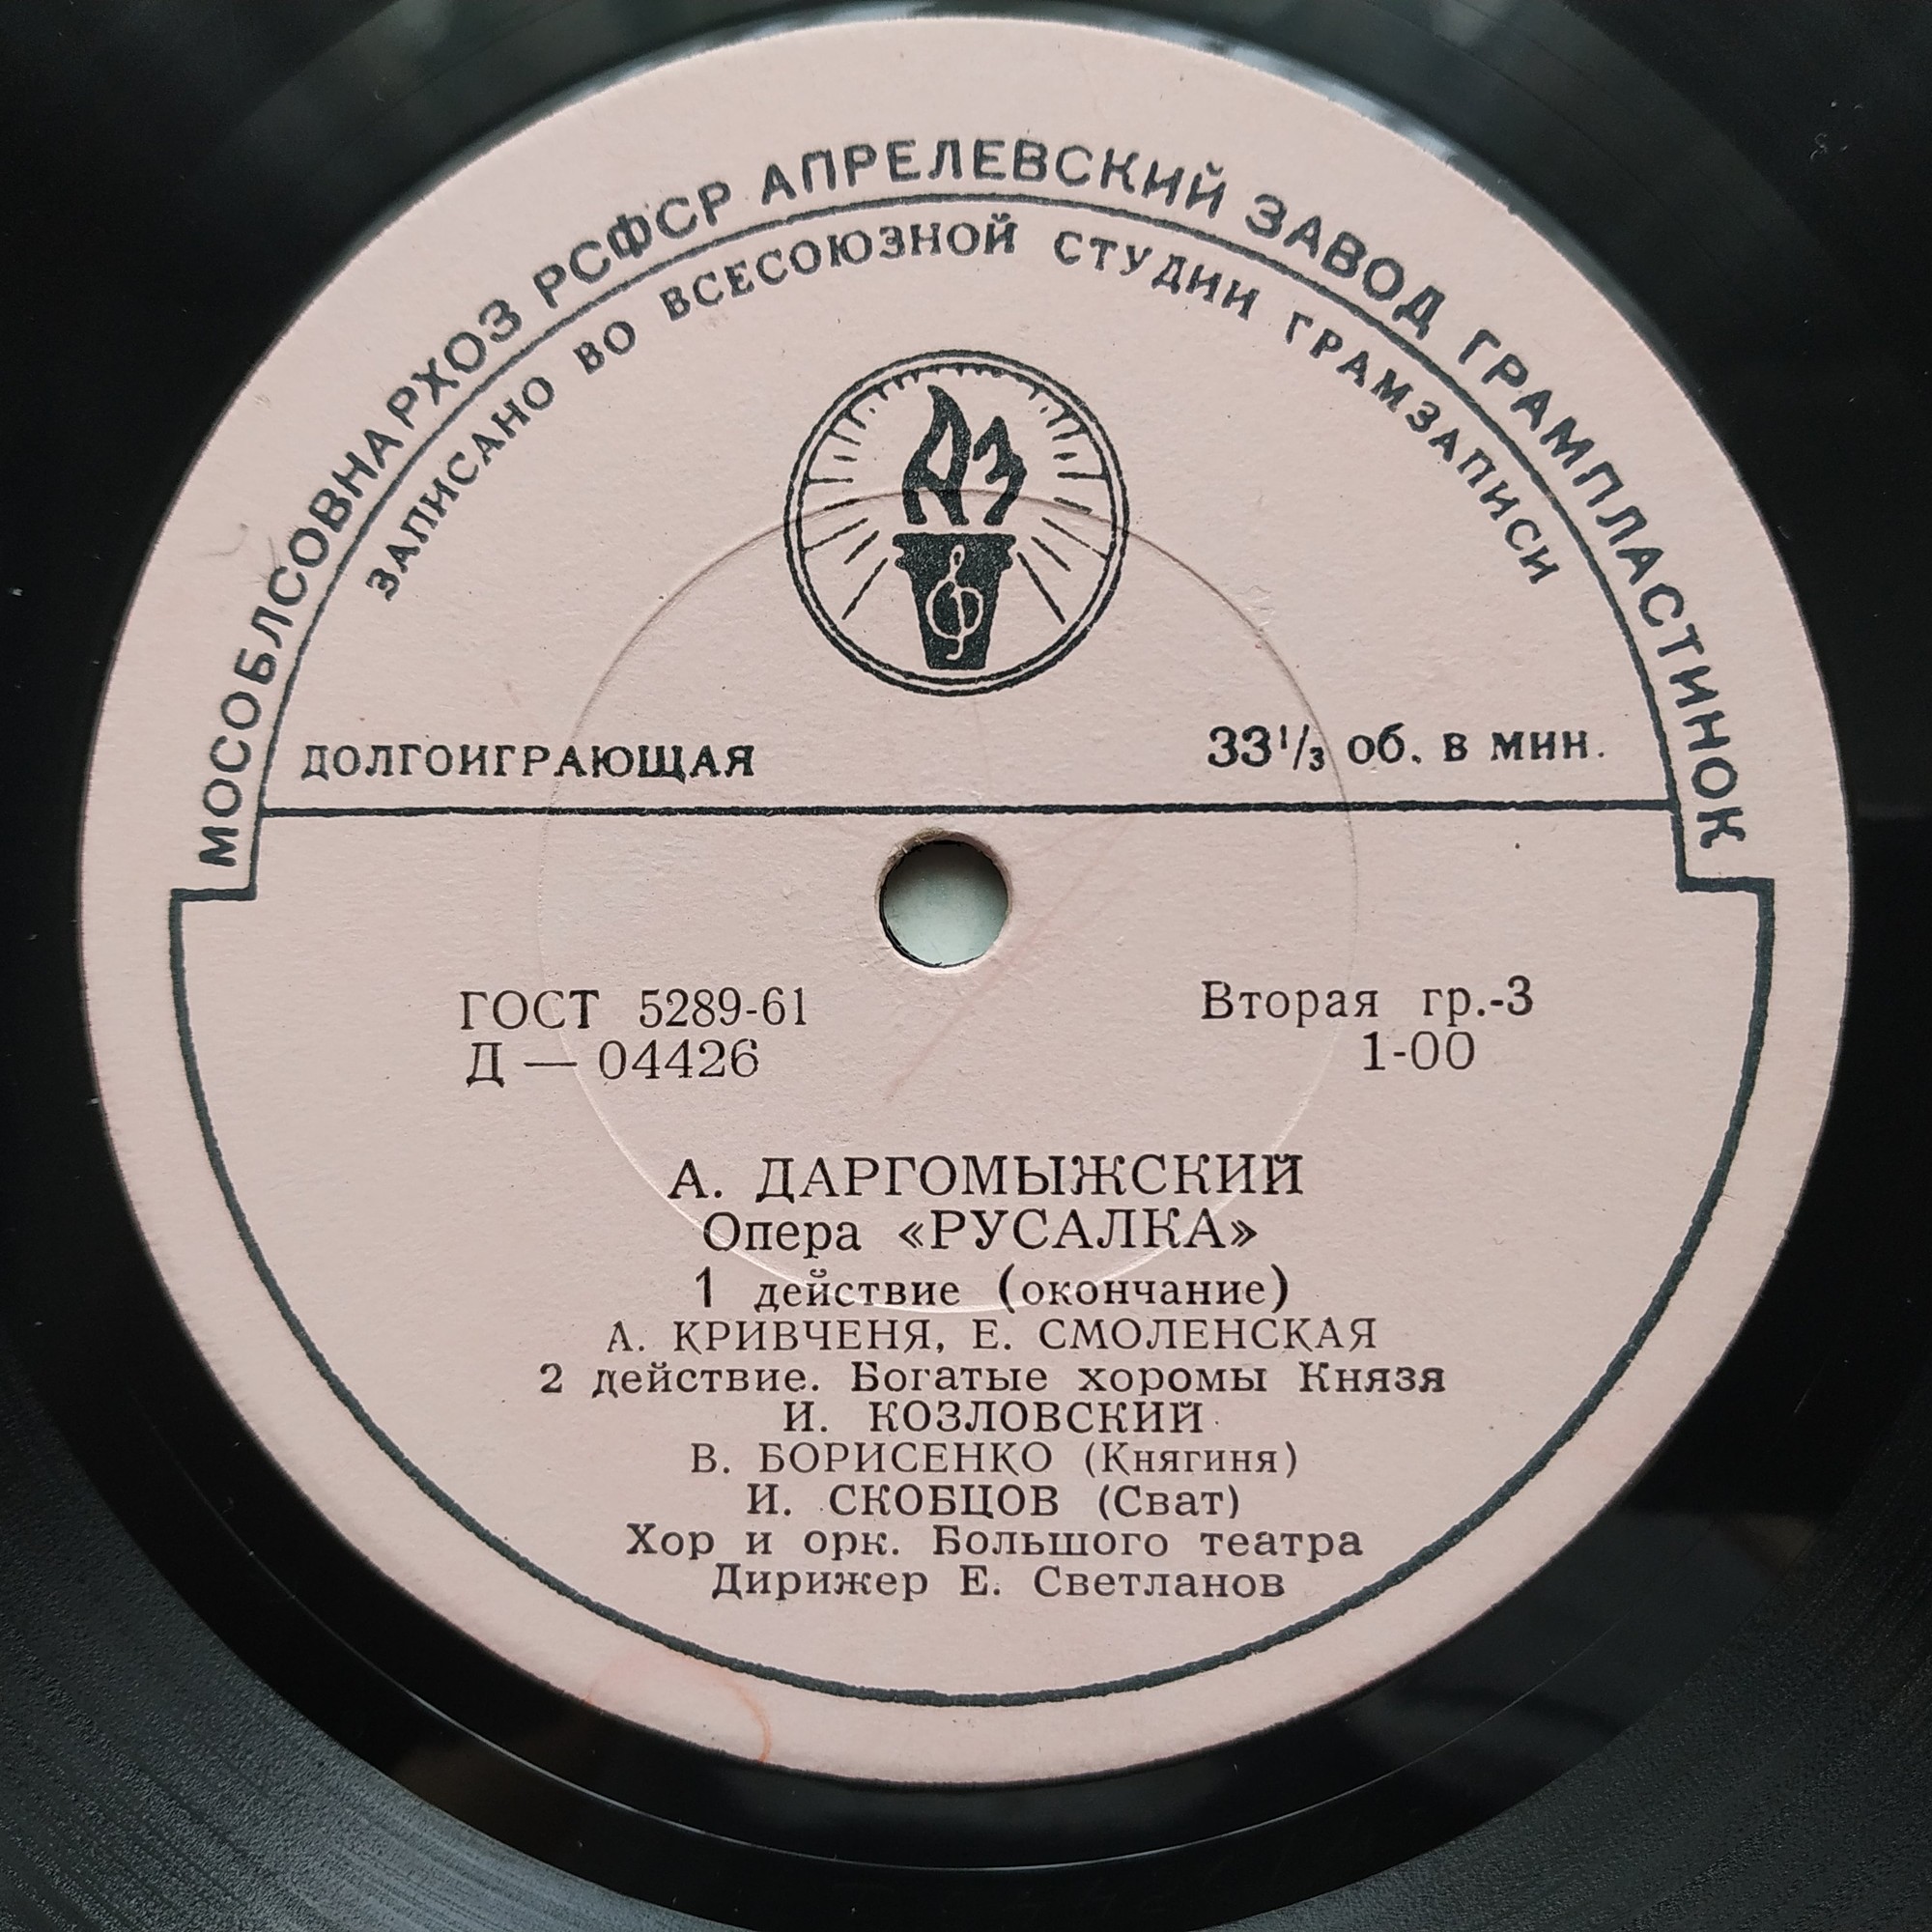 МОСОБЛСОВНАРХОЗ РСФСР АПРЕЛЕВСКИЙ ЗАВОД ГРАМПЛАСТИНОК
ЗАПИСАНО ВО ВСЕСОЮЗНОЙ СТУДИИ ГРАМЗАПИСИ
АЗ
ДОЛГОИГРАЮЩАЯ 33 1/3 об. в мин.
ГОСТ 5289-61 Вторая гр.-3
Д — 04426 1-00
А. ДАРГОМЫЖСКИЙ
Опера «РУСАЛКА»
1 действие (окончание)
А. КРИВЧЕНЯ, Е. СМОЛЕНСКАЯ
2 действие. Богатые хоромы Князя
И. КОЗЛОВСКИЙ
В. БОРИСЕНКО (Княгиня)
И. СКОБЦОВ (Сват)
Хор и орк. Большого театра
Дирижер Е. Светланов